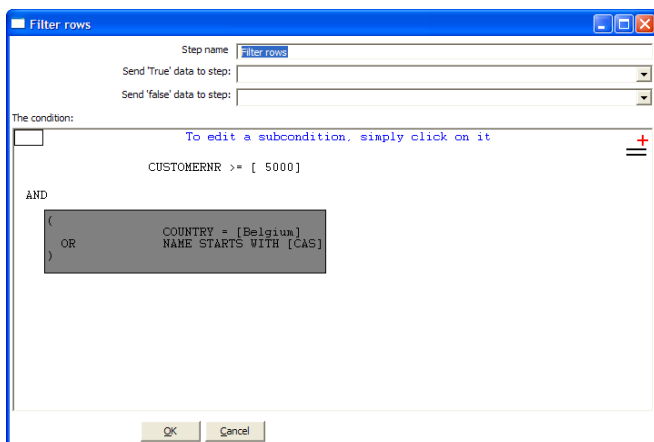 Filter rows
Step name Filter rows
Send 'True' data to step:
Send 'false' data to step:
The condition:
To edit a subcondition, simply click on it
CUSTOMERNR >= [ 5000]
AND
(
COUNTRY = [Belgium]
OR NAME STARTS WITH [CAS]
)
OK Cancel